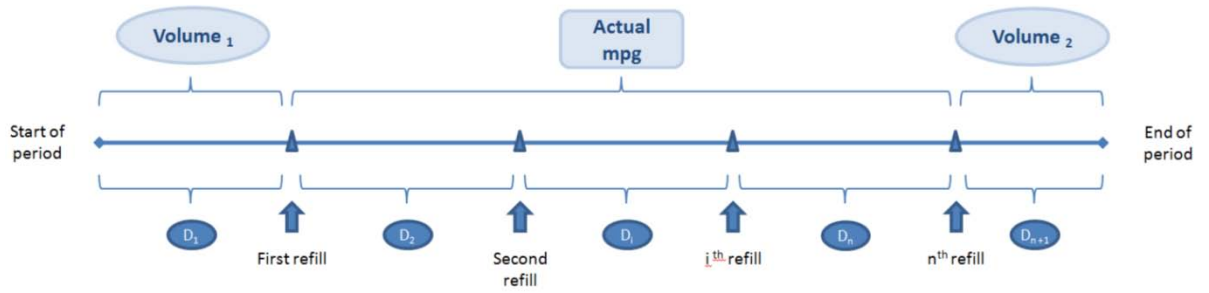 Volume 1
Actual
mpg
Volume 2
Start of
period
End of
period
D1
D2
Di
Dn
Dn+1
First refill
Second
refill
i th refill
nth refill